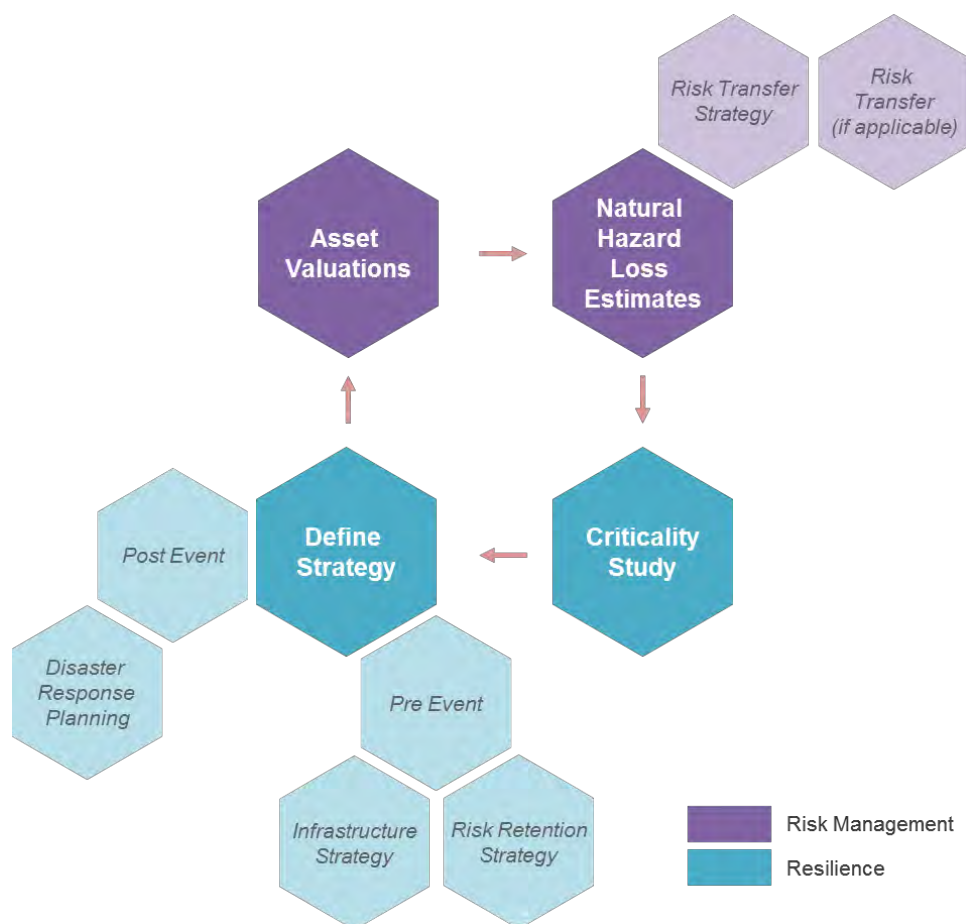 Risk Transfer
Strategy
Risk
Transfer
(if applicable)
Asset
Valuations
Natural
Hazard
Loss
Estimates
Post Event
Define
Strategy
Criticality
Study
Disaster
Response
Planning
Pre Event
Infrastructure
Strategy
Risk Retention
Strategy
Risk Management
Resilience